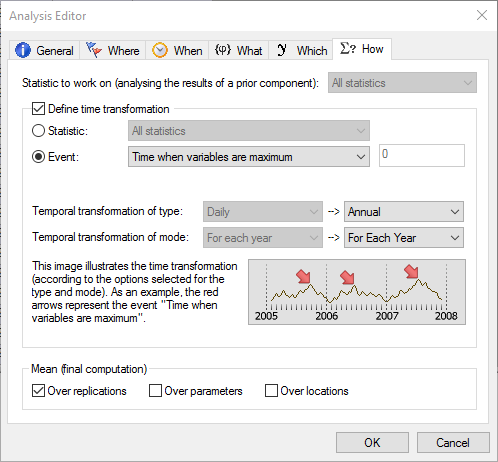 Analysis Editor
General Where When {φ} What y Which Σ? How
Statistic to work on (analysing the results of a prior component): All statistics
Define time transformation
Statistic: All statistics
Event: Time when variables are maximum 0
Temporal transformation of type: Daily --> Annual
Temporal transformation of mode: For each year --> For Each Year
This image illustrates the time transformation
(according to the options selected for the
type and mode). As an example, the red
arrows represent the event "Time when
variables are maximum".
2005 2006 2007 2008
Mean (final computation)
Over replications Over parameters Over locations
OK Cancel